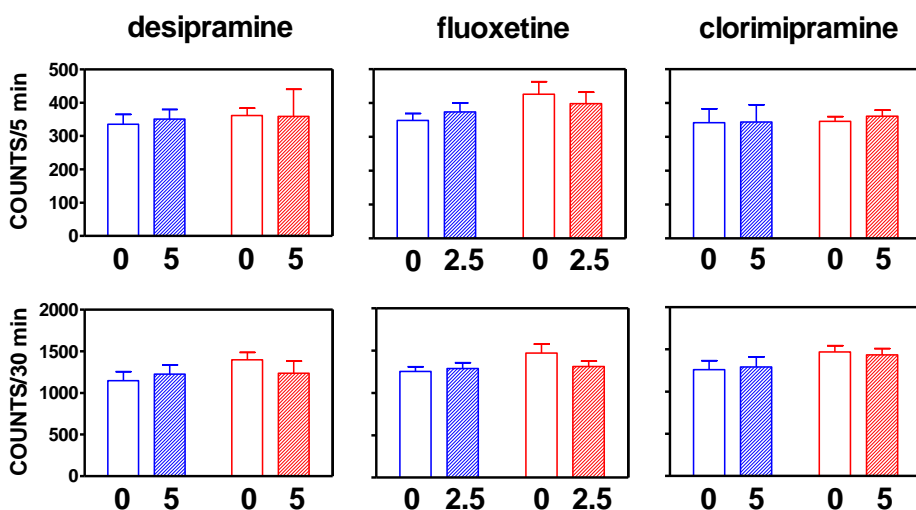 desipramine fluoxetine clorimipramine
COUNTS/5 min
500
400
300
200
100
0
0 5 0 5
0 2.5 0 2.5
0 5 0 5
COUNTS/30 min
2000
1500
1000
500
0
0 5 0 5
0 2.5 0 2.5
0 5 0 5